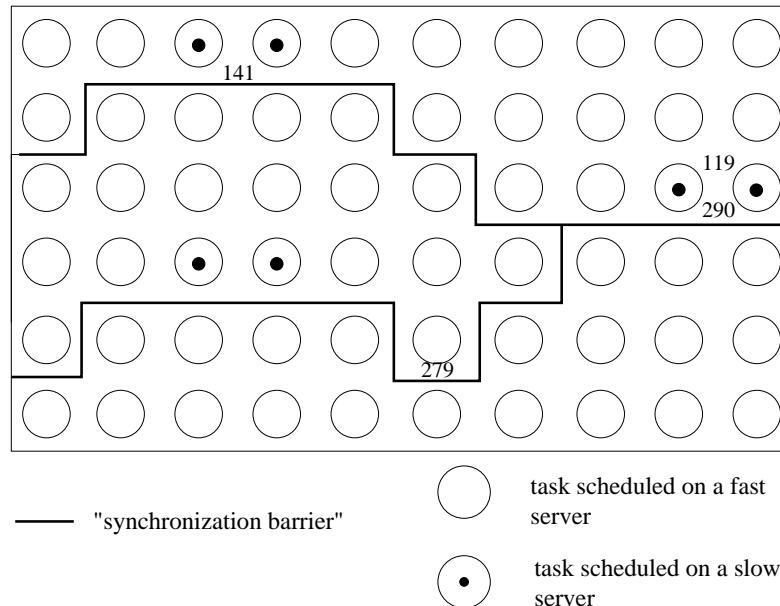 141
119
290
279
"synchronization barrier"
task scheduled on a fast
server
task scheduled on a slow
server